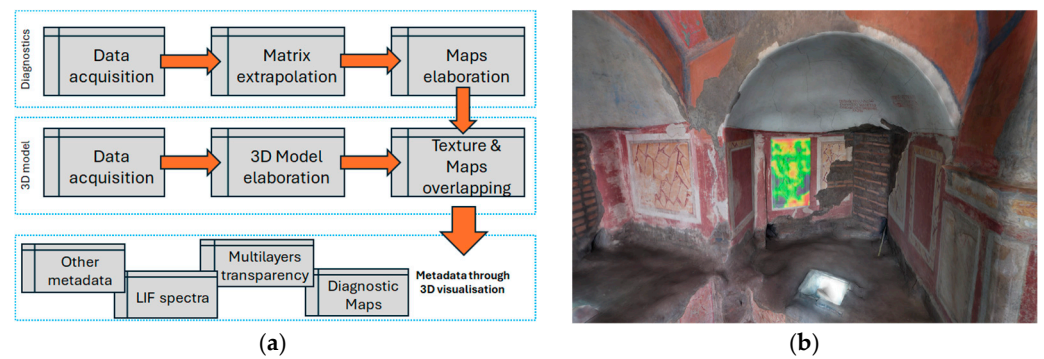 Diagnostics
Data
acquisition
Matrix
extrapolation
Maps
elaboration
3D model
Data
acquisition
3D Model
elaboration
Texture &
Maps
overlapping
Other
metadata
LIF spectra
Multilayers
transparency
Diagnostic
Maps
Metadata through
3D visualisation
(a)
(b)